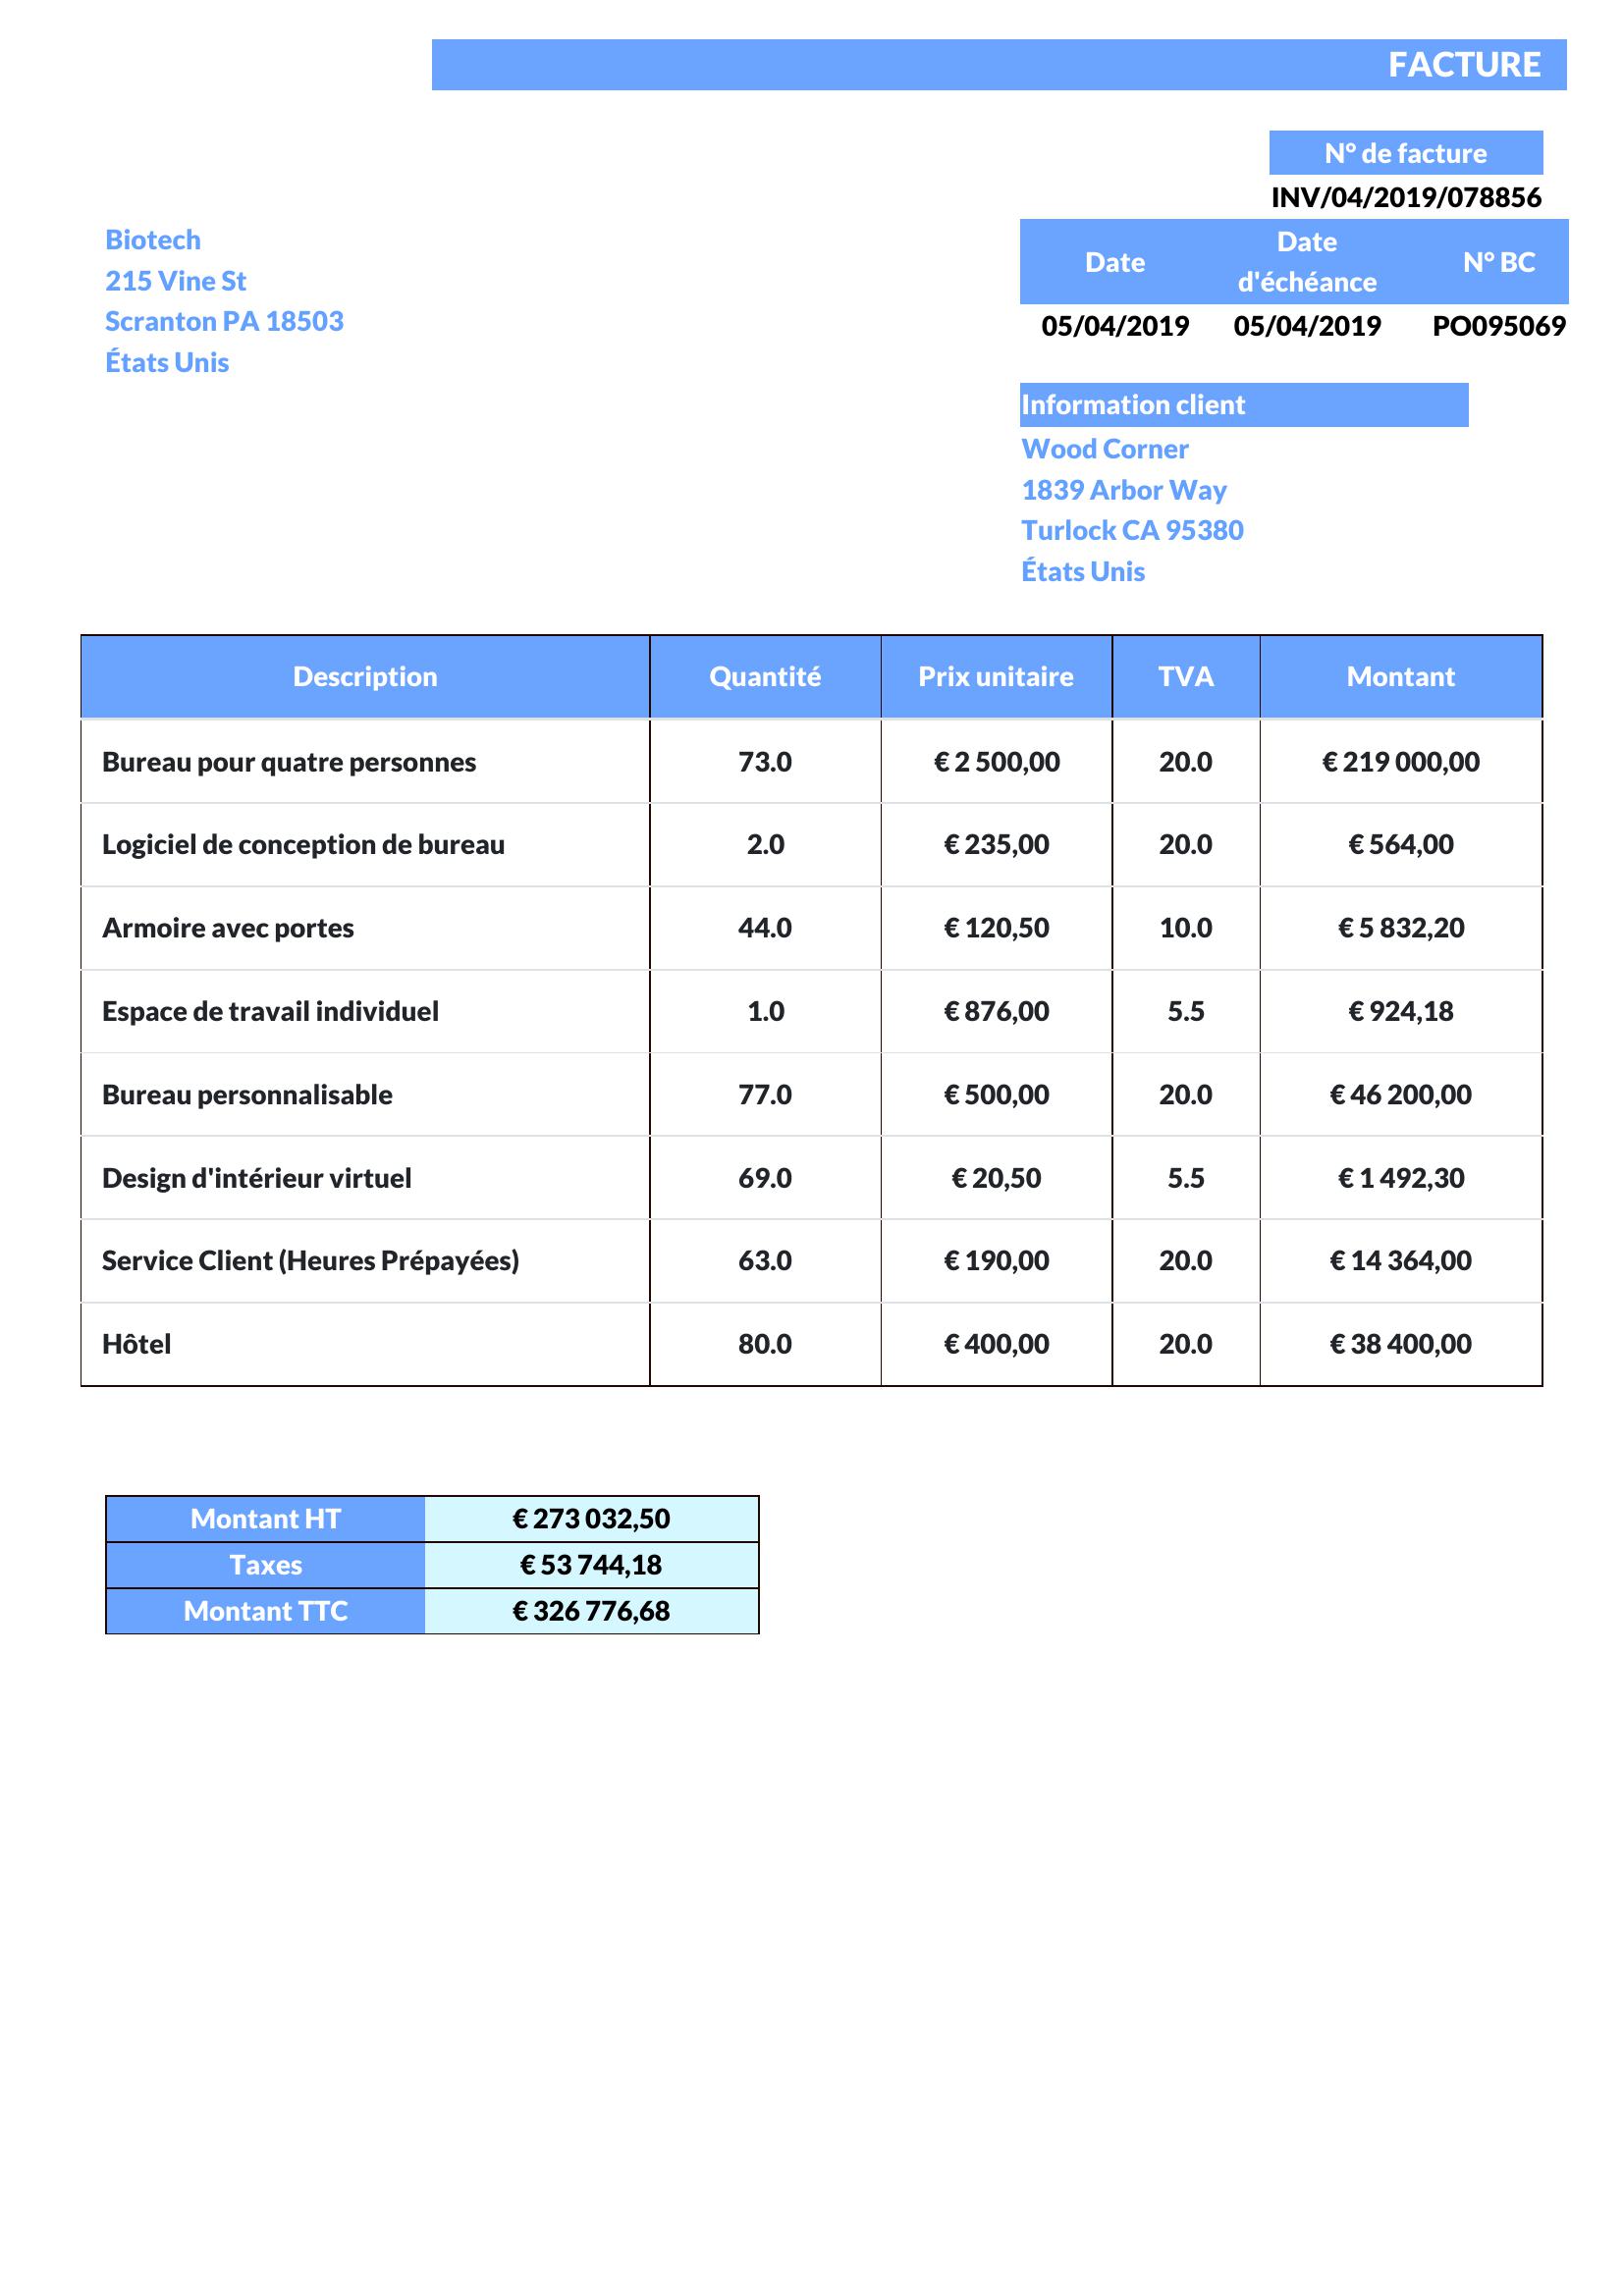 FACTURE
N° de facture
INV/04/2019/078856
Biotech
215 Vine St
Scranton PA 18503
États Unis
Date Date d'échéance N° BC
05/04/2019 05/04/2019 PO095069
Information client
Wood Corner
1839 Arbor Way
Turlock CA 95380
États Unis
Description Quantité Prix unitaire TVA Montant
Bureau pour quatre personnes 73.0 € 2 500,00 20.0 € 219 000,00
Logiciel de conception de bureau 2.0 € 235,00 20.0 € 564,00
Armoire avec portes 44.0 € 120,50 10.0 € 5 832,20
Espace de travail individuel 1.0 € 876,00 5.5 € 924,18
Bureau personnalisable 77.0 € 500,00 20.0 € 46 200,00
Design d'intérieur virtuel 69.0 € 20,50 5.5 € 1 492,30
Service Client (Heures Prépayées) 63.0 € 190,00 20.0 € 14 364,00
Hôtel 80.0 € 400,00 20.0 € 38 400,00
Montant HT € 273 032,50
Taxes € 53 744,18
Montant TTC € 326 776,68